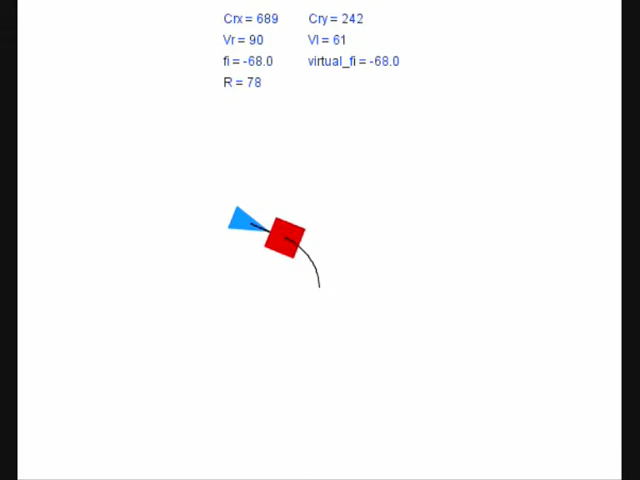 Crx = 689 Cry = 242
Vr = 90 Vl = 61
fi = -68.0 virtual_fi = -68.0
R = 78